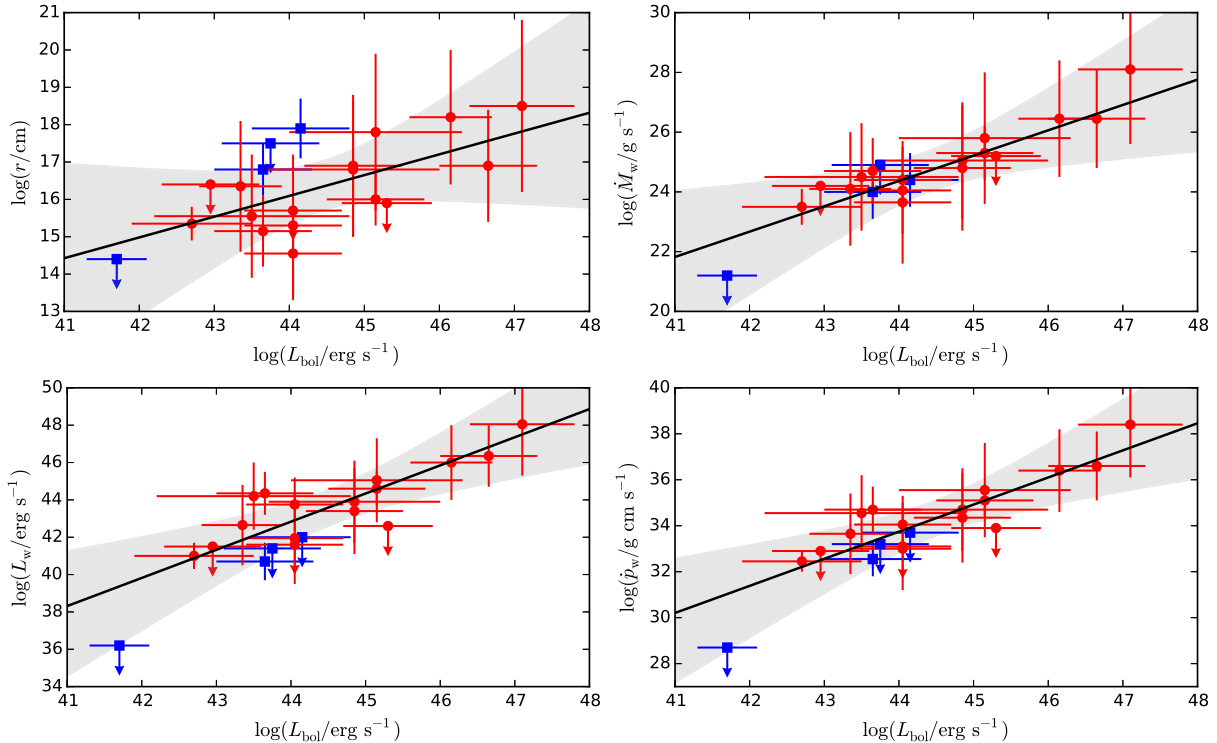 21
20
19
18
17
16
15
14
13
log(r/cm)
41 42 43 44 45 46 47 48
log(L_bol/erg s⁻¹)
30
28
26
24
22
20
log(Ṁ_w/g s⁻¹)
41 42 43 44 45 46 47 48
log(L_bol/erg s⁻¹)
50
48
46
44
42
40
38
36
34
log(L_w/erg s⁻¹)
41 42 43 44 45 46 47 48
log(L_bol/erg s⁻¹)
40
38
36
34
32
30
28
log(ṗ_w/g cm s⁻¹)
41 42 43 44 45 46 47 48
log(L_bol/erg s⁻¹)